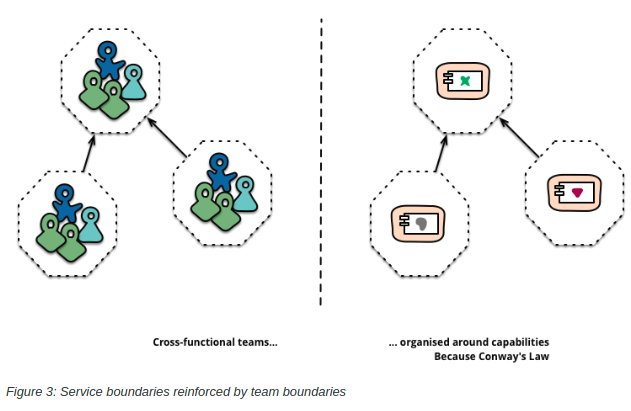 Cross-functional teams...
... organised around capabilities
Because Conway's Law
Figure 3: Service boundaries reinforced by team boundaries